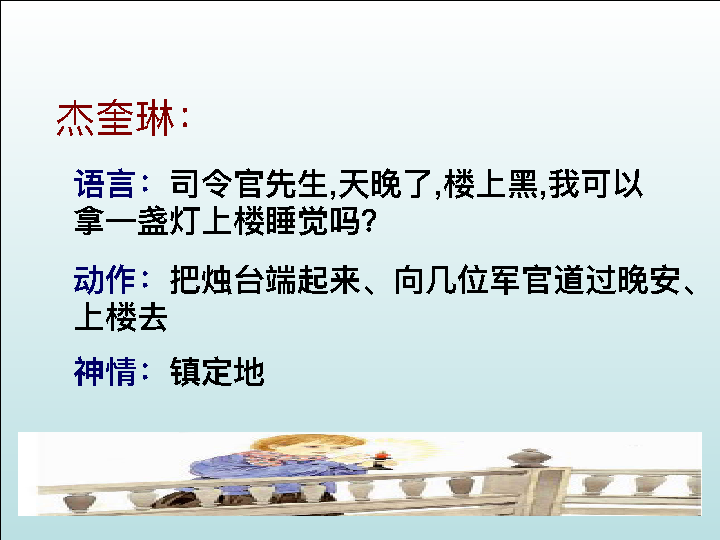 杰奎琳：
语言：司令官先生,天晚了,楼上黑,我可以
拿一盏灯上楼睡觉吗?
动作：把烛台端起来、向几位军官道过晚安、
上楼去
神情：镇定地